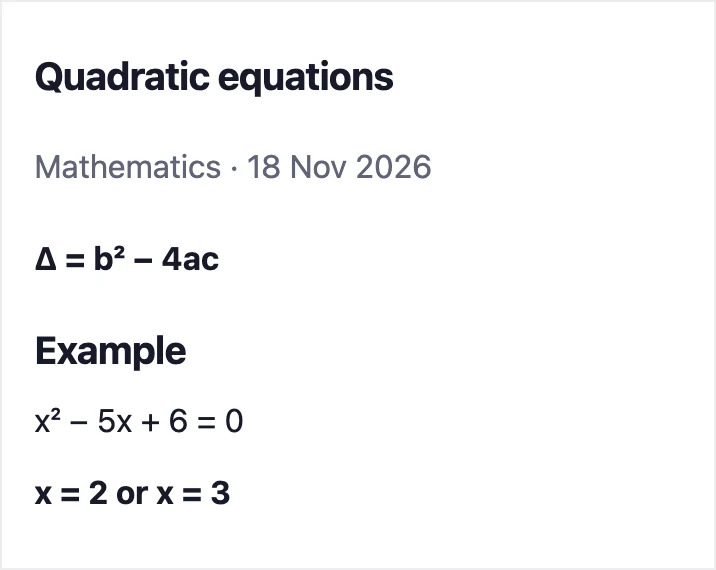 Quadratic equations
Mathematics · 18 Nov 2026
Δ = b² – 4ac
Example
x² – 5x + 6 = 0
x = 2 or x = 3